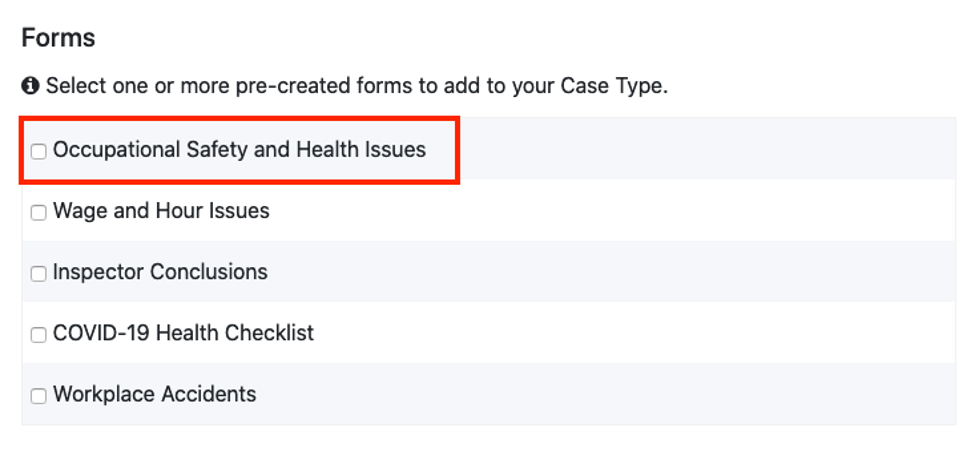 Forms
Select one or more pre-created forms to add to your Case Type.
Occupational Safety and Health Issues
Wage and Hour Issues
Inspector Conclusions
COVID-19 Health Checklist
Workplace Accidents